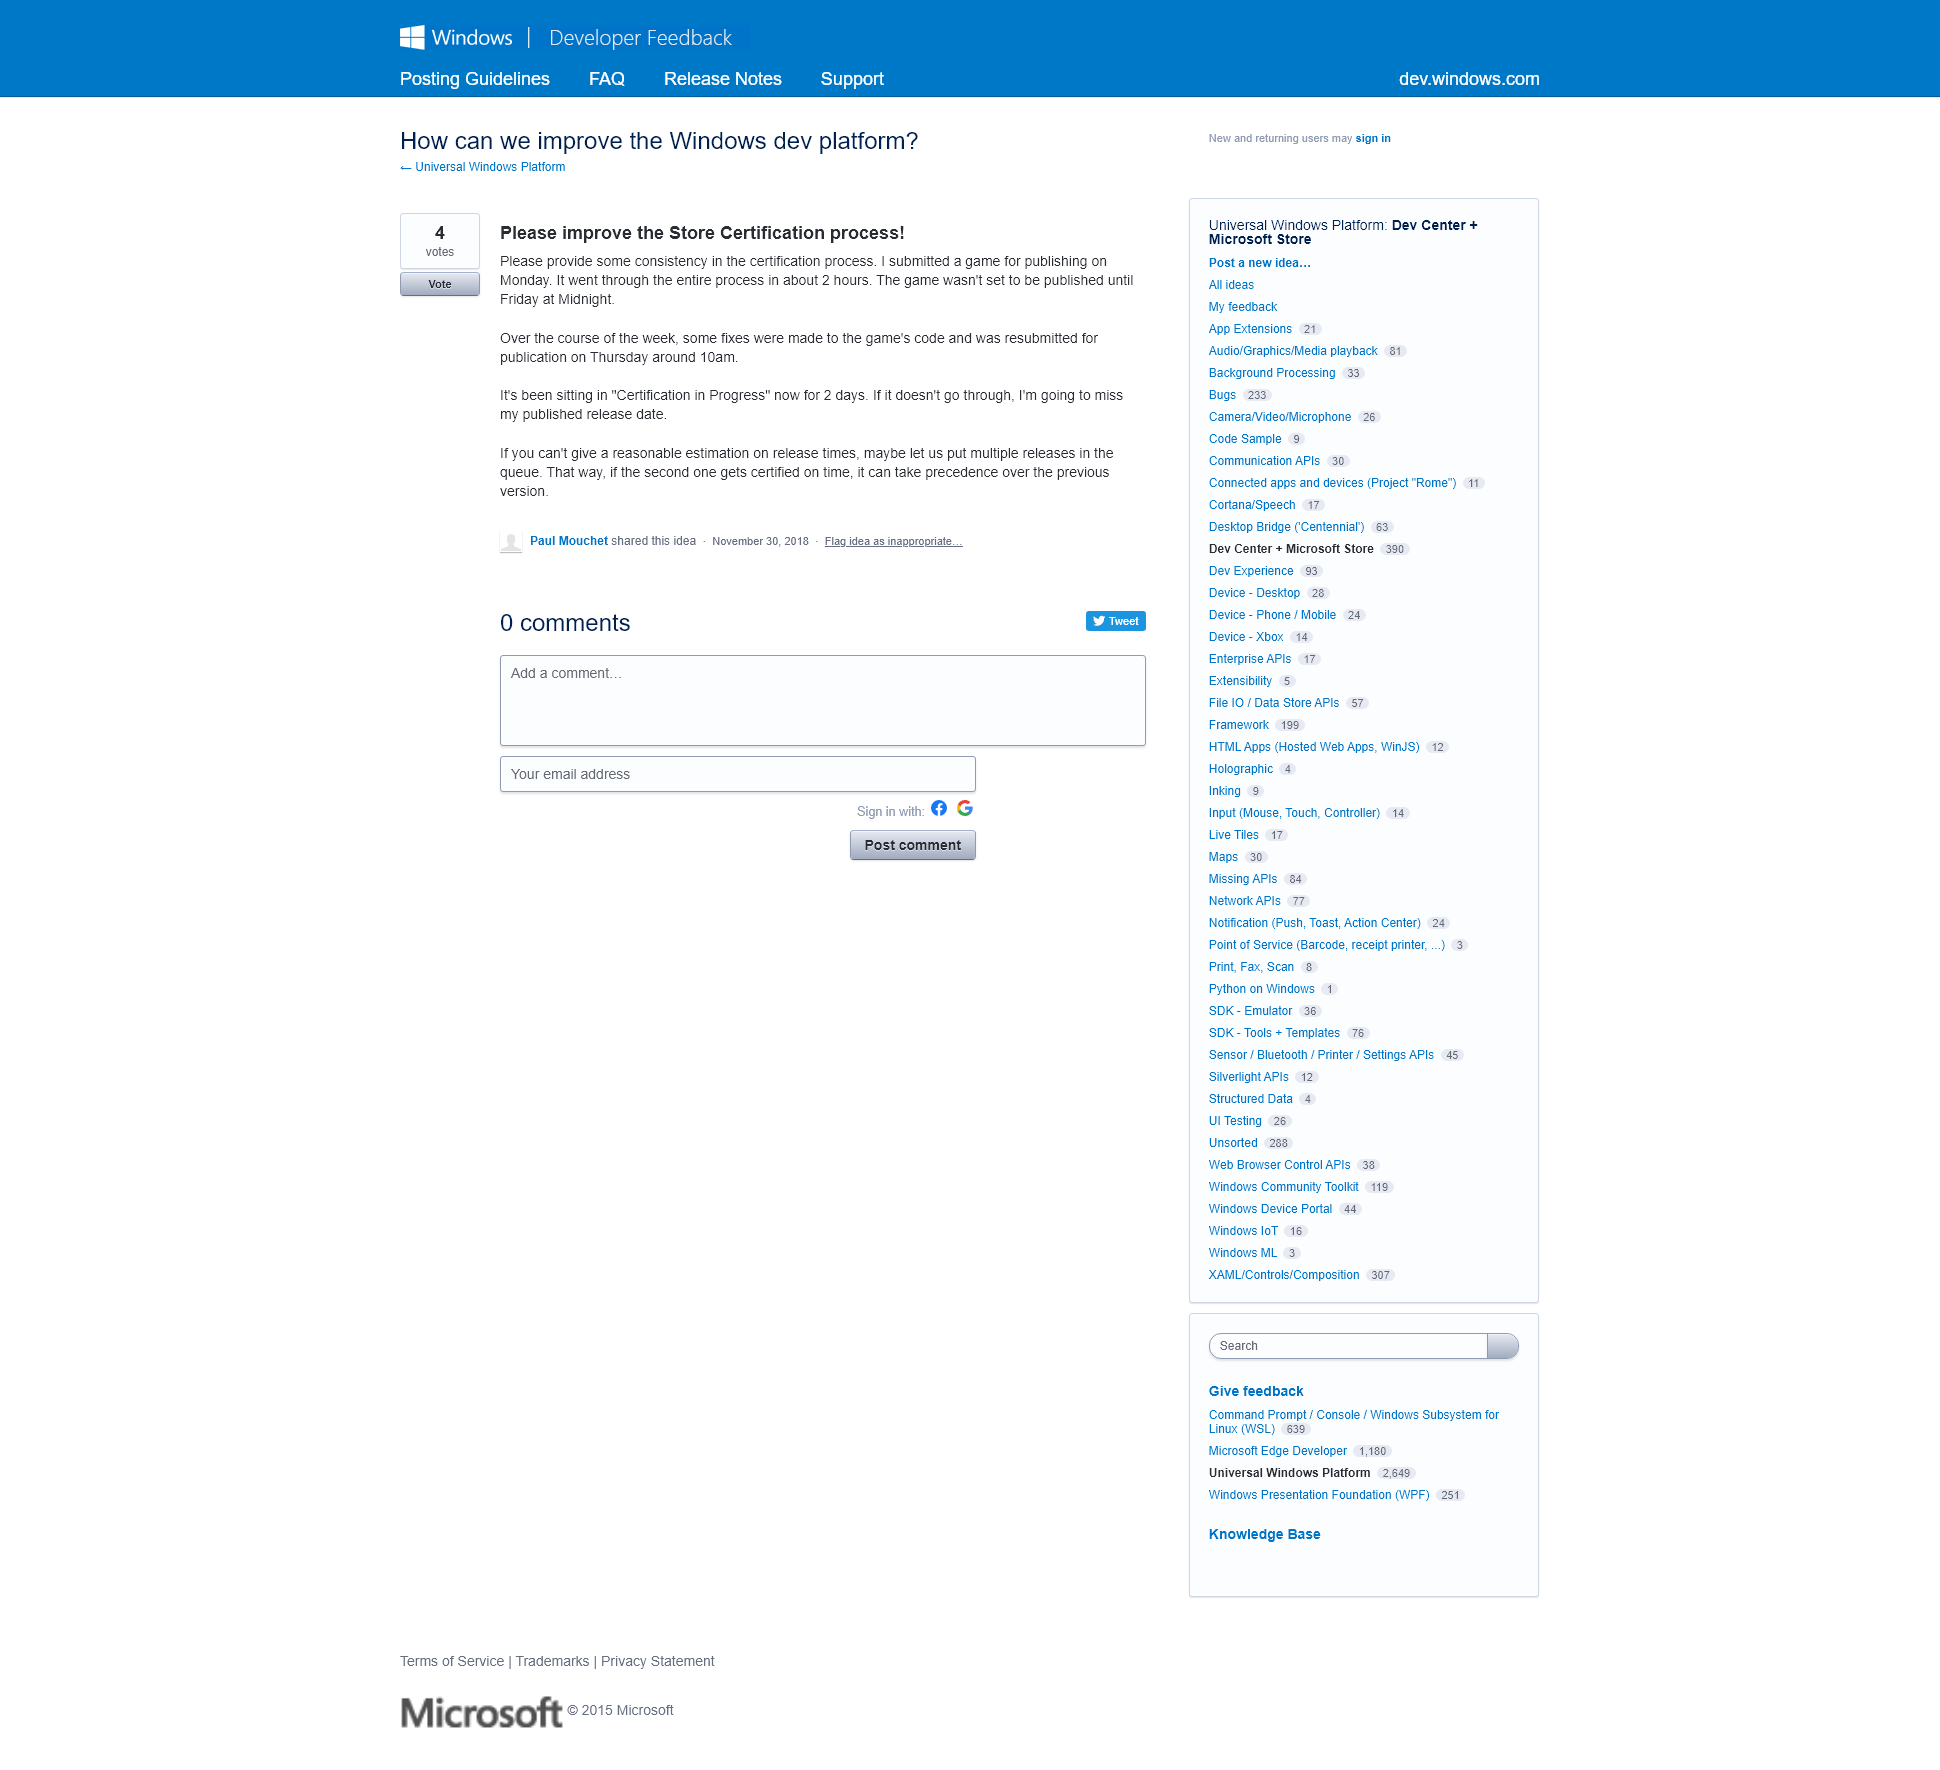 Windows | Developer Feedback
Posting Guidelines FAQ Release Notes Support dev.windows.com
How can we improve the Windows dev platform?
← Universal Windows Platform
New and returning users may sign in
4
votes
Vote
Please improve the Store Certification process!
Please provide some consistency in the certification process. I submitted a game for publishing on
Monday. It went through the entire process in about 2 hours. The game wasn't set to be published until
Friday at Midnight.
Over the course of the week, some fixes were made to the game's code and was resubmitted for
publication on Thursday around 10am.
It's been sitting in "Certification in Progress" now for 2 days. If it doesn't go through, I'm going to miss
my published release date.
If you can't give a reasonable estimation on release times, maybe let us put multiple releases in the
queue. That way, if the second one gets certified on time, it can take precedence over the previous
version.
Paul Mouchet shared this idea · November 30, 2018 · Flag idea as inappropriate…
0 comments
Tweet
Add a comment…
Your email address
Sign in with:
Post comment
Universal Windows Platform: Dev Center +
Microsoft Store
Post a new idea…
All ideas
My feedback
App Extensions 21
Audio/Graphics/Media playback 81
Background Processing 33
Bugs 233
Camera/Video/Microphone 26
Code Sample 9
Communication APIs 30
Connected apps and devices (Project "Rome") 11
Cortana/Speech 17
Desktop Bridge ('Centennial') 63
Dev Center + Microsoft Store 390
Dev Experience 93
Device - Desktop 28
Device - Phone / Mobile 24
Device - Xbox 14
Enterprise APIs 17
Extensibility 5
File IO / Data Store APIs 57
Framework 199
HTML Apps (Hosted Web Apps, WinJS) 12
Holographic 4
Inking 9
Input (Mouse, Touch, Controller) 14
Live Tiles 17
Maps 30
Missing APIs 84
Network APIs 77
Notification (Push, Toast, Action Center) 24
Point of Service (Barcode, receipt printer, ...) 3
Print, Fax, Scan 8
Python on Windows 1
SDK - Emulator 36
SDK - Tools + Templates 76
Sensor / Bluetooth / Printer / Settings APIs 45
Silverlight APIs 12
Structured Data 4
UI Testing 26
Unsorted 288
Web Browser Control APIs 38
Windows Community Toolkit 119
Windows Device Portal 44
Windows IoT 16
Windows ML 3
XAML/Controls/Composition 307
Search
Give feedback
Command Prompt / Console / Windows Subsystem for
Linux (WSL) 639
Microsoft Edge Developer 1,180
Universal Windows Platform 2,649
Windows Presentation Foundation (WPF) 251
Knowledge Base
Terms of Service | Trademarks | Privacy Statement
Microsoft © 2015 Microsoft